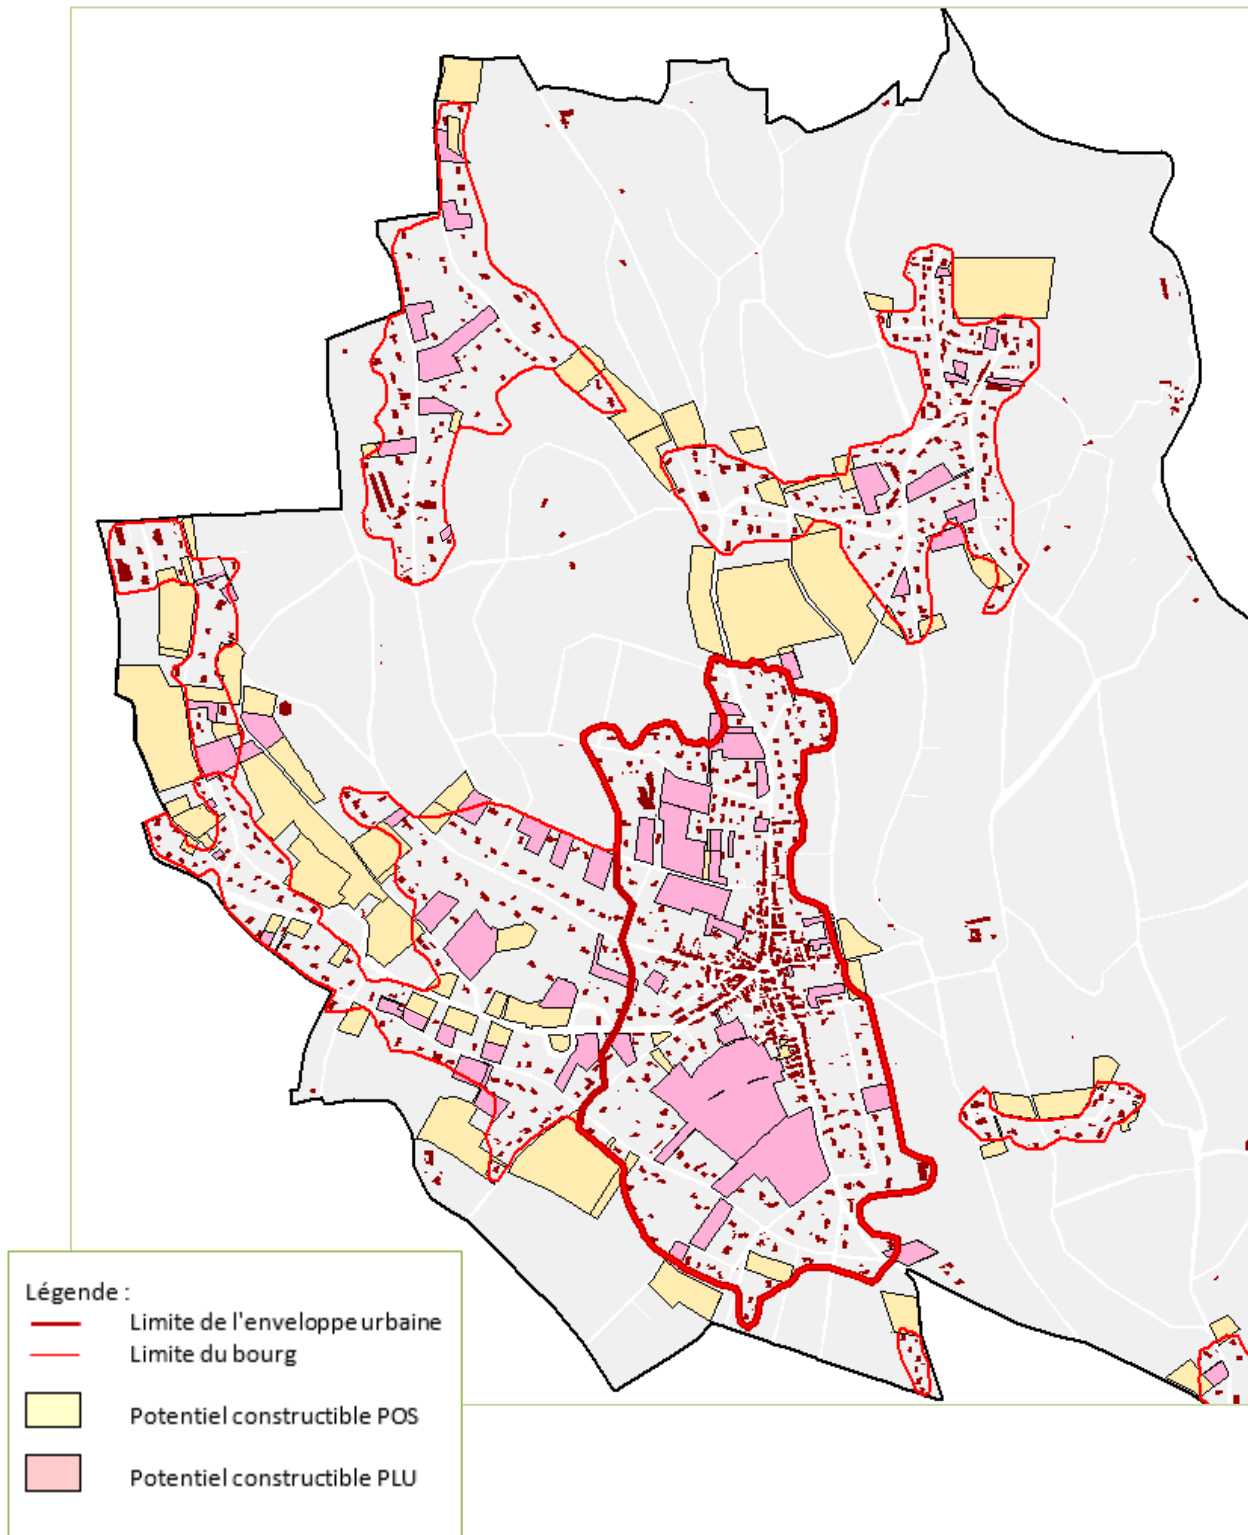 Légende :
Limite de l'enveloppe urbaine
Limite du bourg
Potentiel constructible POS
Potentiel constructible PLU